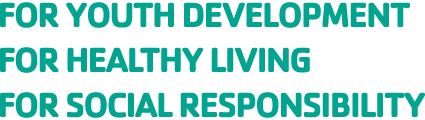 FOR YOUTH DEVELOPMENT
FOR HEALTHY LIVING
FOR SOCIAL RESPONSIBILITY